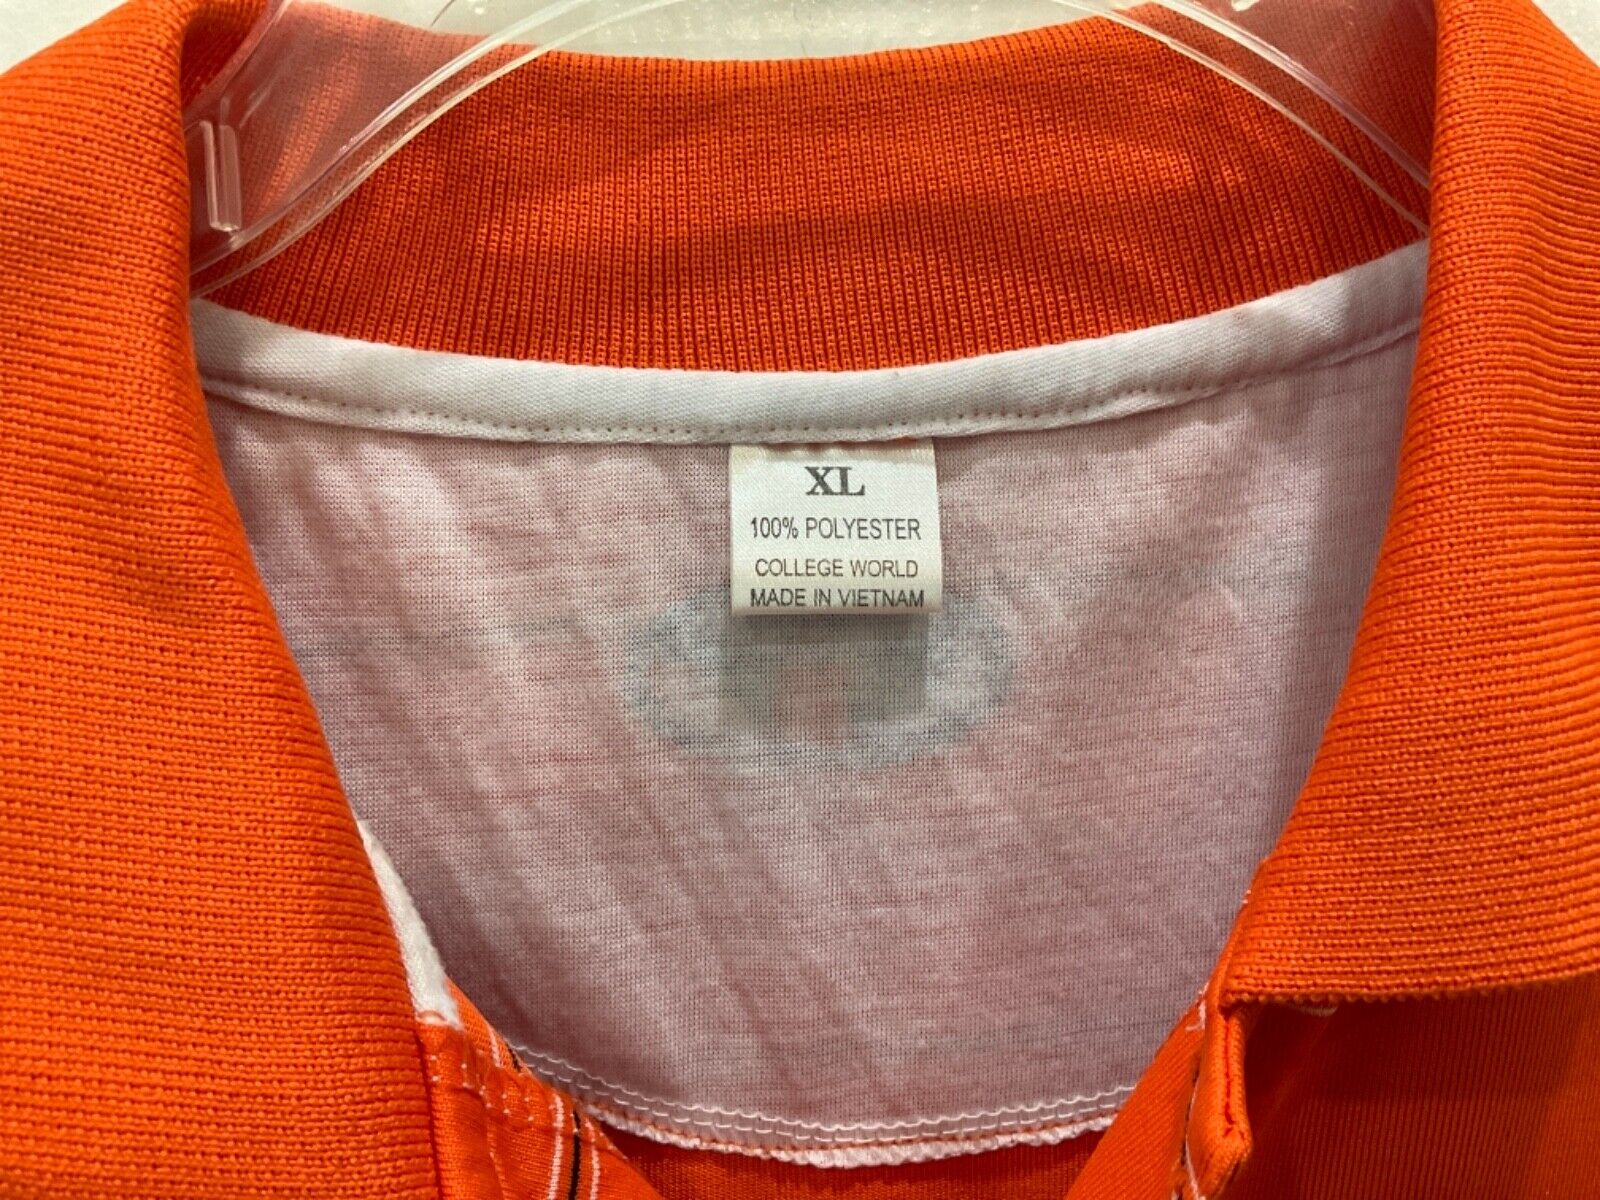 XL
100% POLYESTER
COLLEGE WORLD
MADE IN VIETNAM